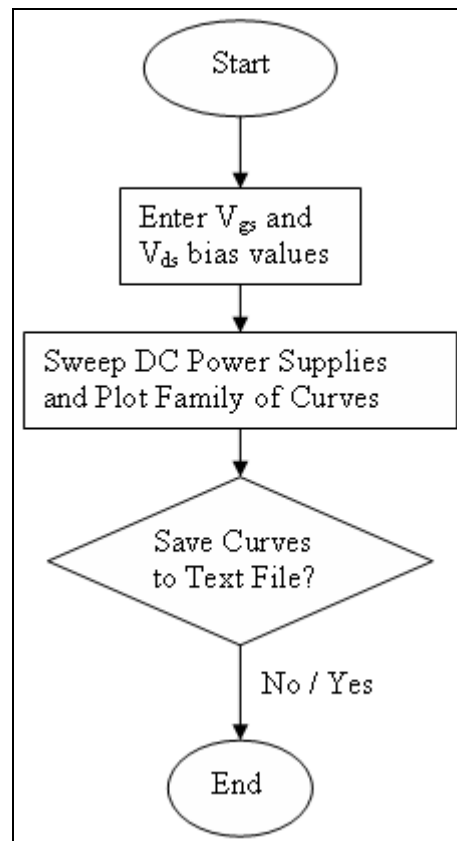 Start
Enter Vgs and
Vds bias values
Sweep DC Power Supplies
and Plot Family of Curves
Save Curves
to Text File?
No / Yes
End